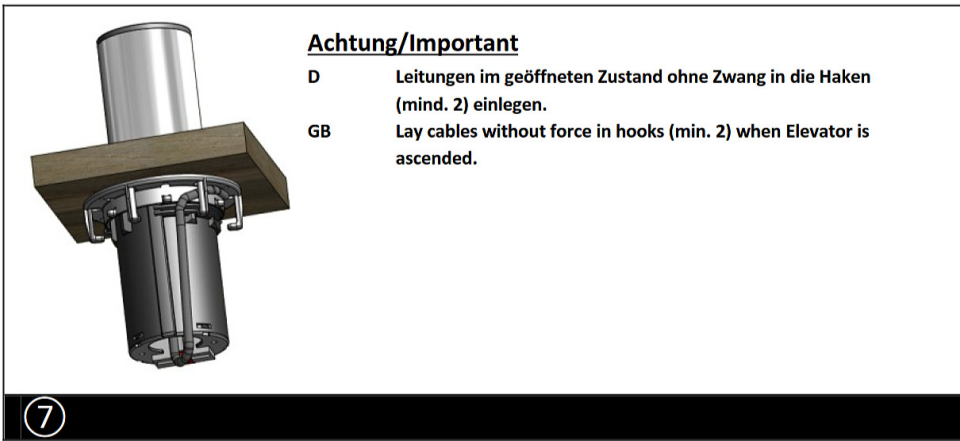 Achtung/Important
D Leitungen im geöffneten Zustand ohne Zwang in die Haken
(mind. 2) einlegen.
GB Lay cables without force in hooks (min. 2) when Elevator is
ascended.
7